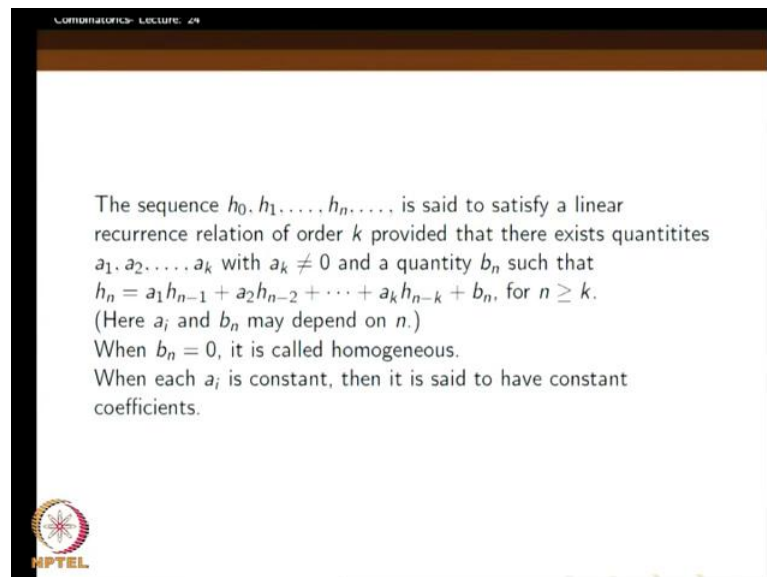 Combinatorics- Lecture: 24
The sequence h₀, h₁, . . . , hₙ, . . . , is said to satisfy a linear
recurrence relation of order k provided that there exists quantitites
a₁, a₂, . . . , aₖ with aₖ ≠ 0 and a quantity bₙ such that
hₙ = a₁hₙ₋₁ + a₂hₙ₋₂ + · · · + aₖhₙ₋ₖ + bₙ, for n ≥ k.
(Here aᵢ and bₙ may depend on n.)
When bₙ = 0, it is called homogeneous.
When each aᵢ is constant, then it is said to have constant
coefficients.
NPTEL